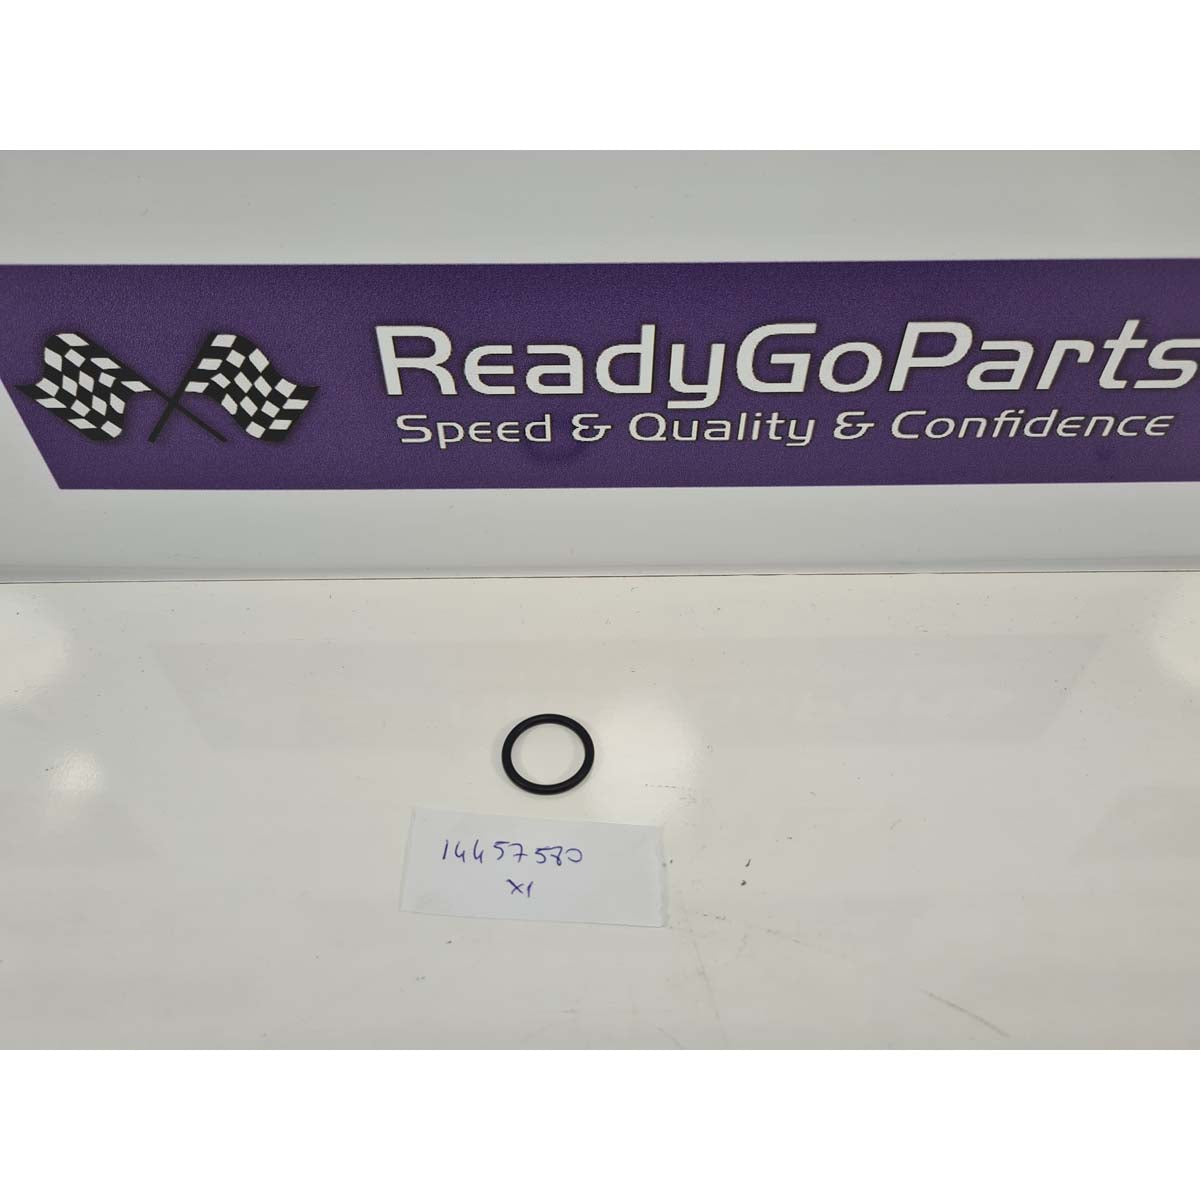 ReadyGoParts
Speed & Quality & Confidence
14457580
x1